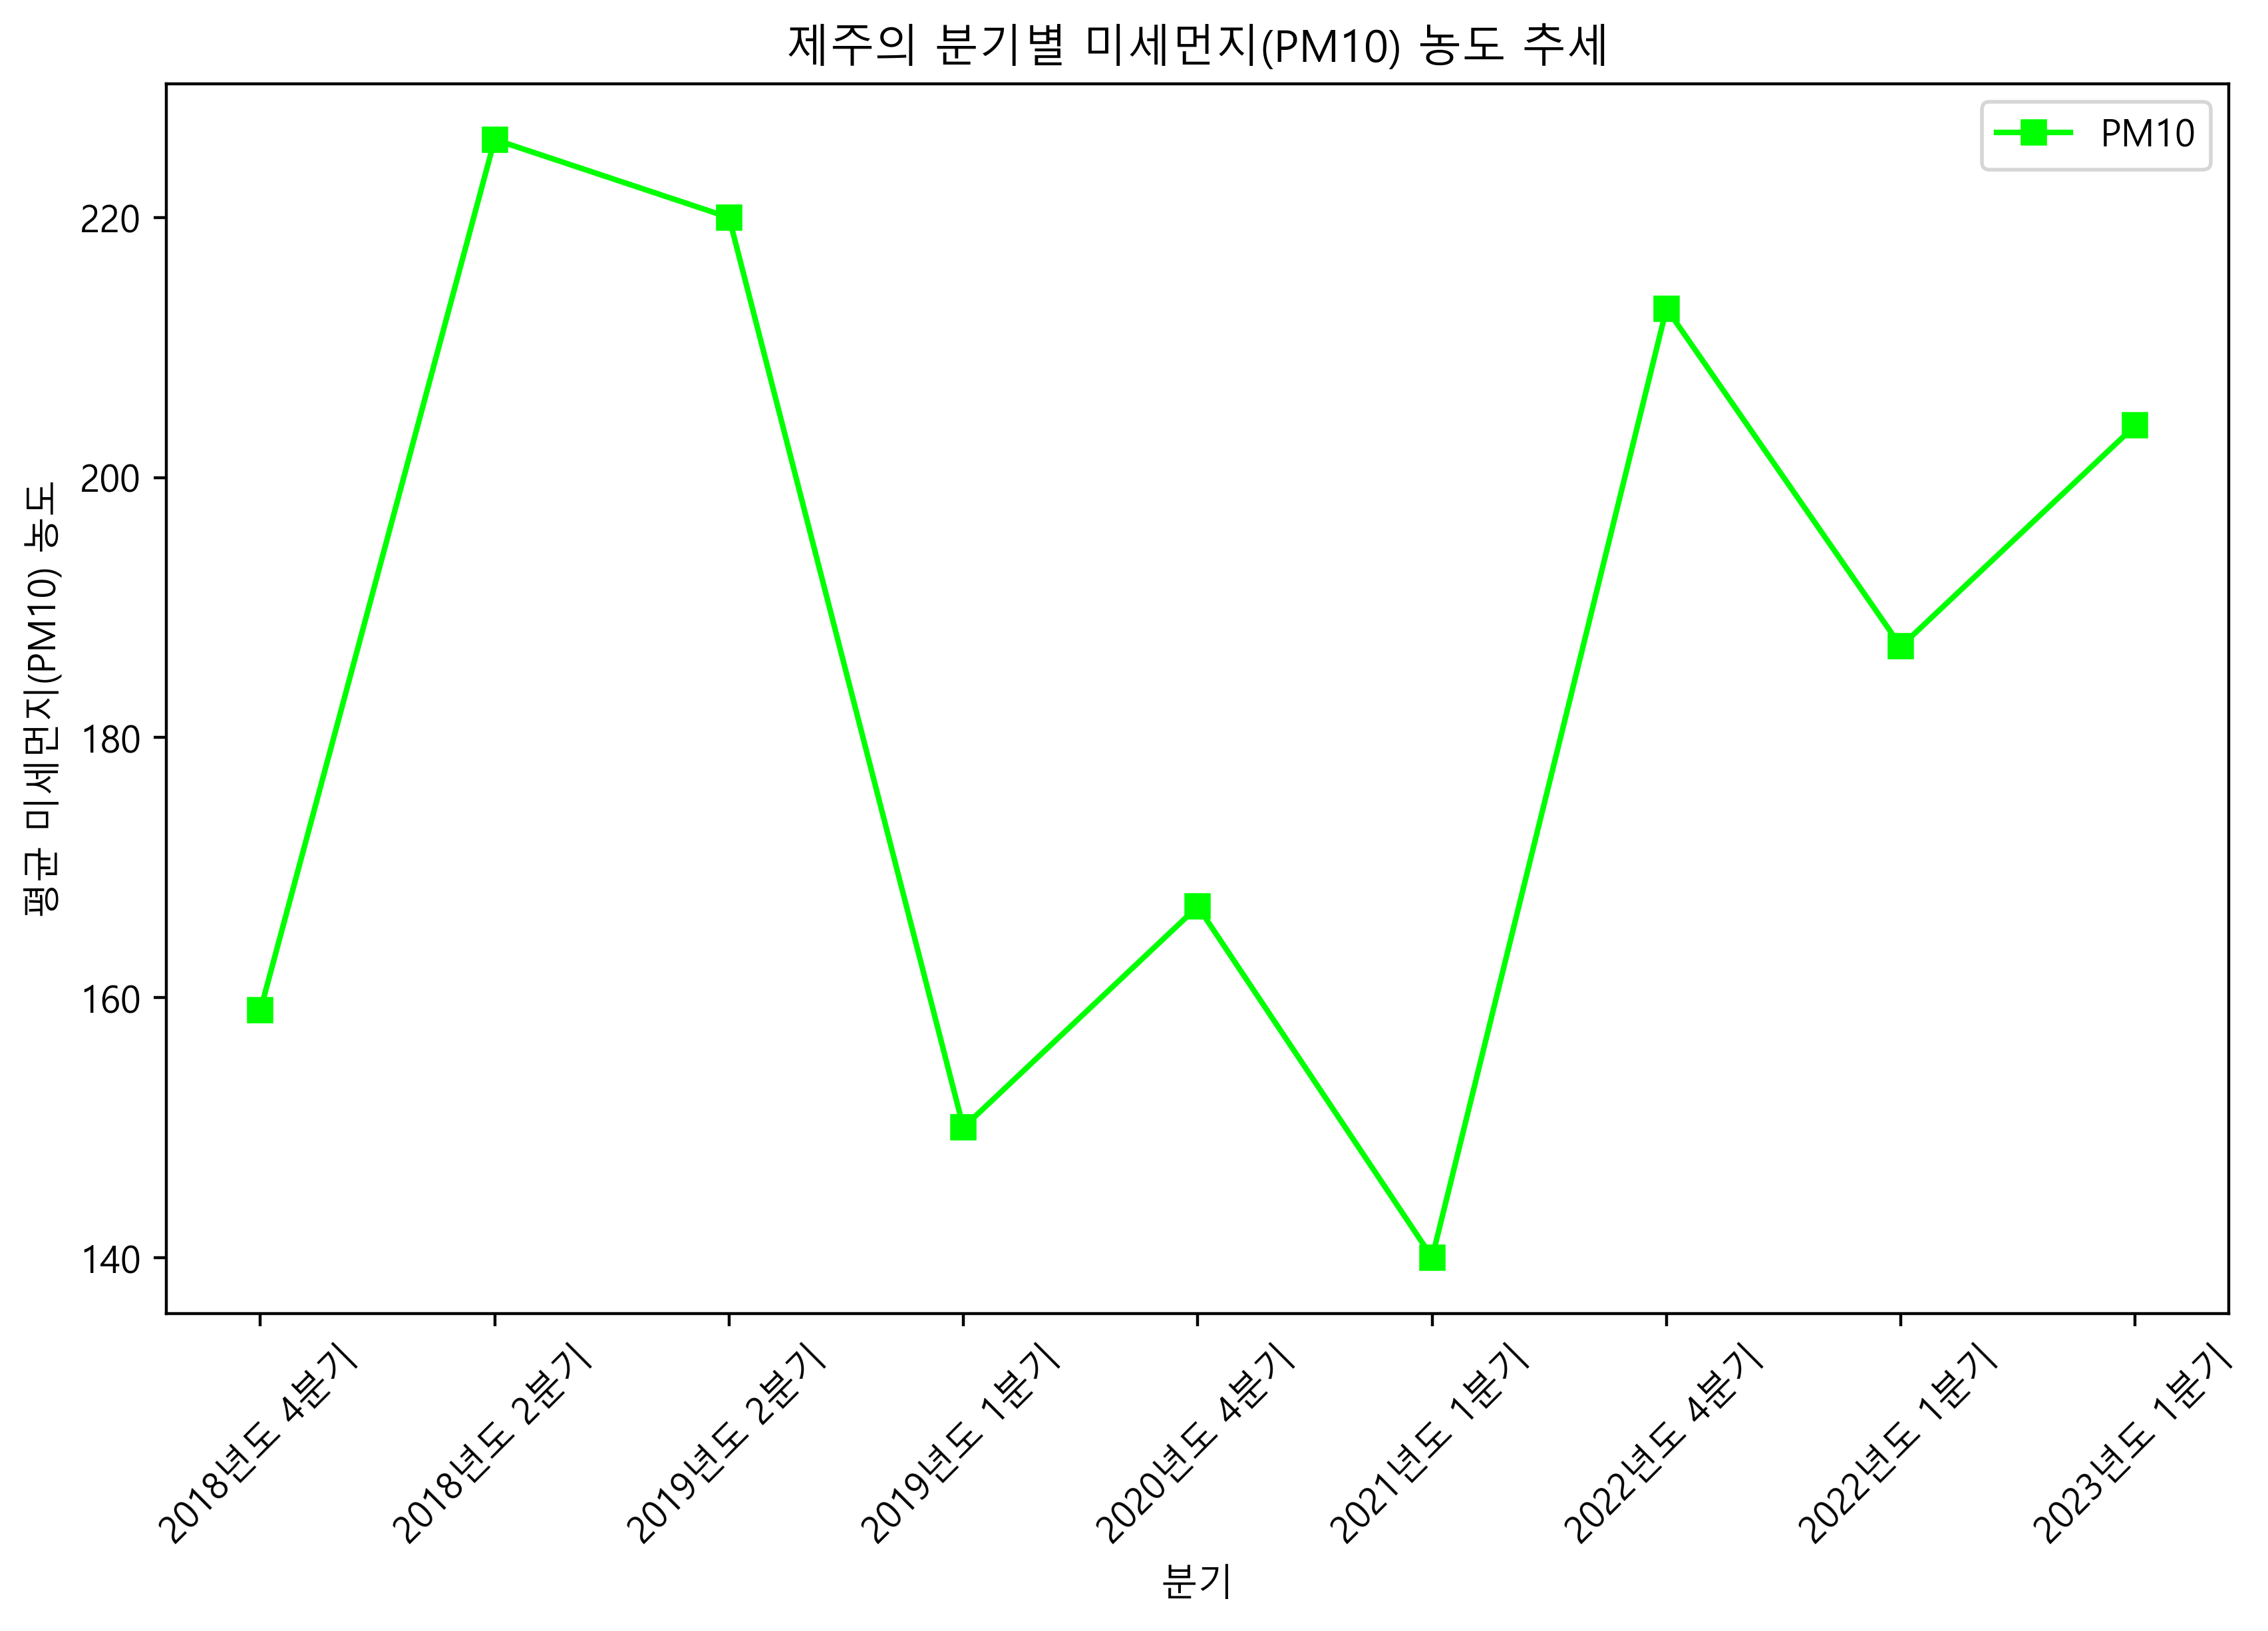 제주의 분기별 미세먼지(PM10) 농도 추세
PM10
평균 미세먼지(PM10) 농도
220
200
180
160
140
2018년도 4분기
2018년도 2분기
2019년도 2분기
2019년도 1분기
2020년도 4분기
2021년도 1분기
2022년도 4분기
2022년도 1분기
2023년도 1분기
분기